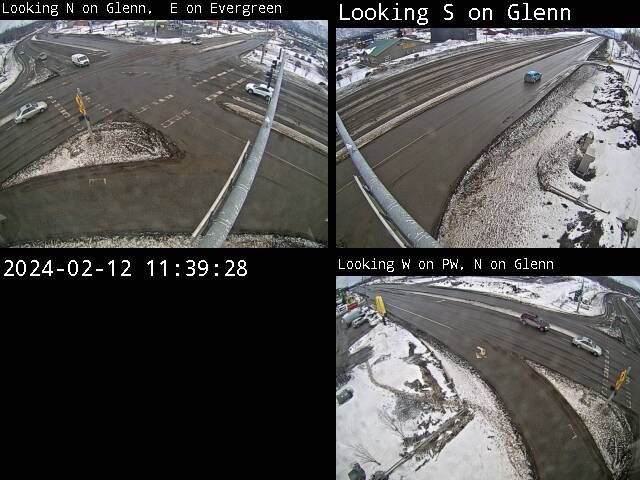 Looking N on Glenn,  E on Evergreen
Looking S on Glenn
2024-02-12 11:39:28
Looking W on PW, N on Glenn